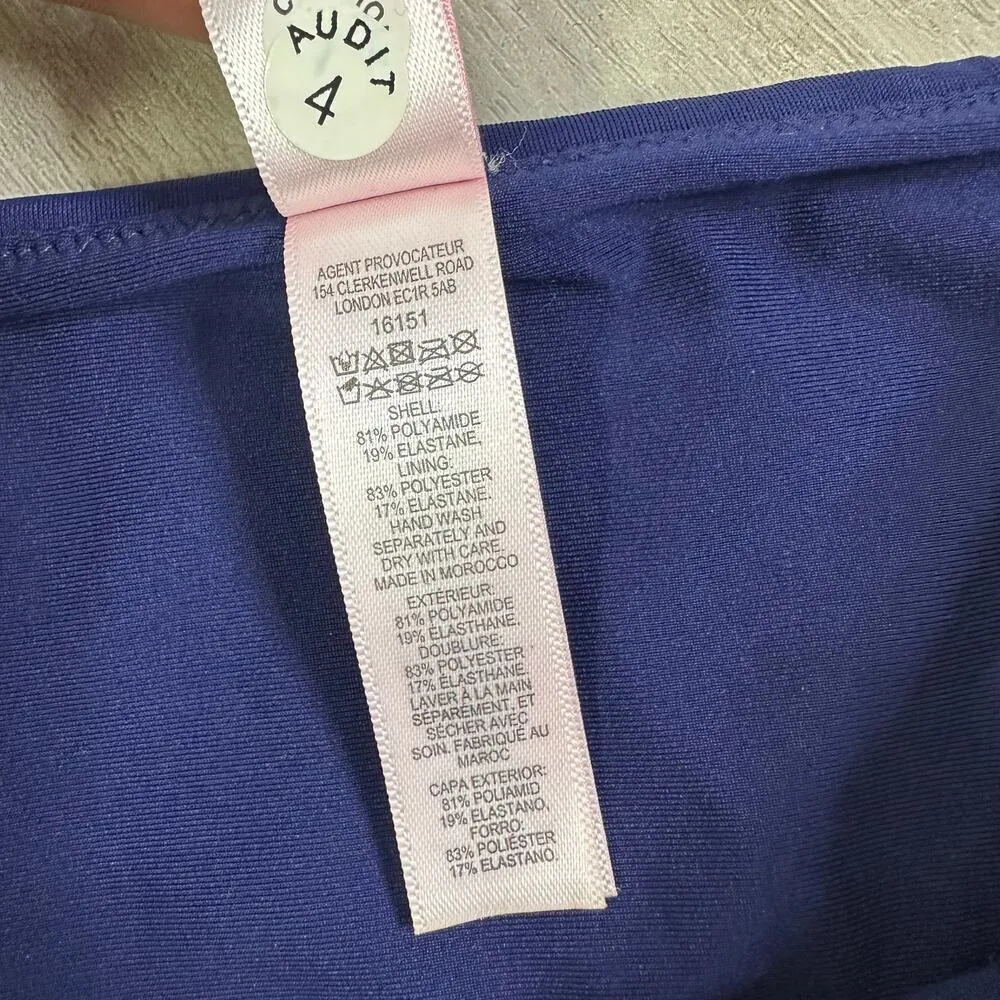 AUDIT
4
AGENT PROVOCATEUR
154 CLERKENWELL ROAD
LONDON EC1R 5AB
16151
SHELL:
81% POLYAMIDE
19% ELASTANE,
LINING:
83% POLYESTER
17% ELASTANE.
HAND WASH
SEPARATELY AND
DRY WITH CARE.
MADE IN MOROCCO
EXTERIEUR:
81% POLYAMIDE
19% ELASTHANE,
DOUBLURE:
83% POLYESTER
17% ELASTHANE
LAVER À LA MAIN
SÉPARÉMENT, ET
SÉCHER AVEC
SOIN. FABRIQUÉ AU
MAROC
CAPA EXTERIOR:
81% POLIAMID
19% ELASTANO,
FORRO,
83% POLIÉSTER
17% ELASTANO.